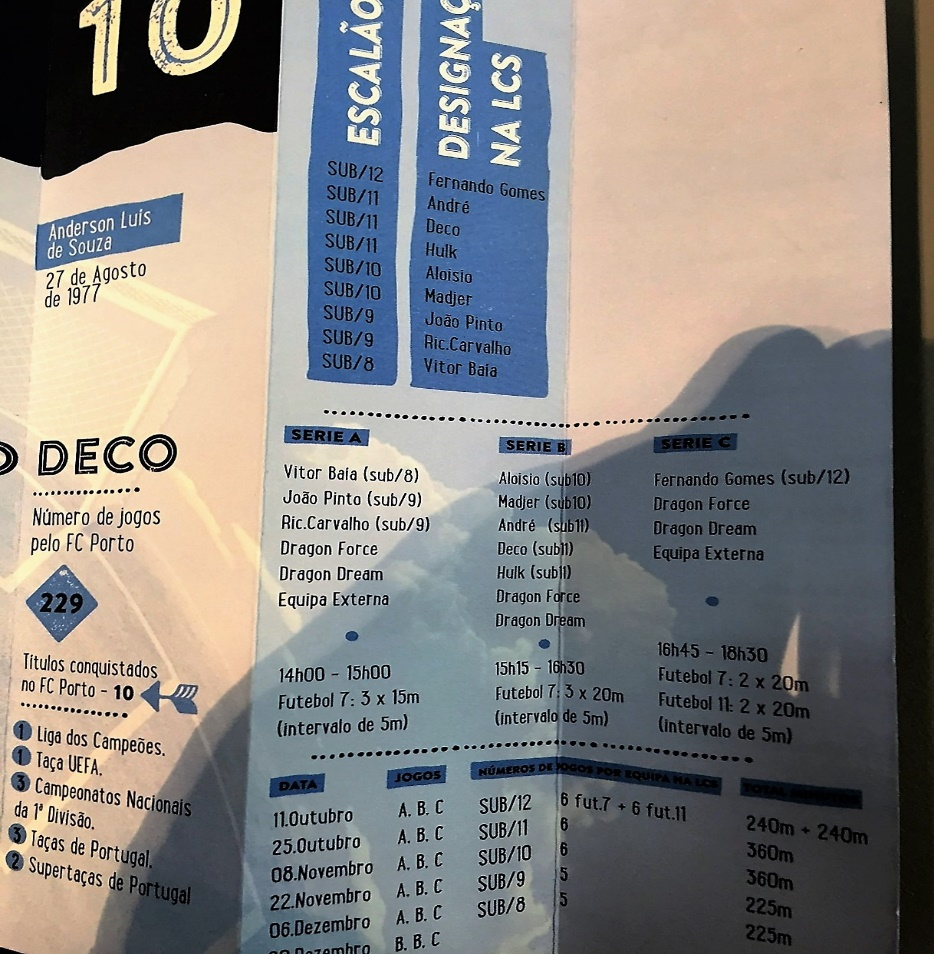 10
Anderson Luis
de Souza
27 de Agosto
de 1977
DECO
Número de jogos
pelo FC Porto
229
Títulos conquistados
no FC Porto - 10
1 Liga dos Campeões.
1 Taça UEFA.
3 Campeonatos Nacionais
da 1ª Divisão.
3 Taças de Portugal.
2 Supertaças de Portugal
ESCALÃO
SUB/12
SUB/11
SUB/11
SUB/11
SUB/10
SUB/10
SUB/9
SUB/9
SUB/8
DESIGNAÇ
NA LCS
Fernando Gomes
André
Deco
Hulk
Aloisio
Madjer
João Pinto
Ric.Carvalho
Vitor Baia
SERIE A
Vitor Baia (sub/8)
João Pinto (sub/9)
Ric.Carvalho (sub/9)
Dragon Force
Dragon Dream
Equipa Externa
14h00 - 15h00
Futebol 7: 3 x 15m
(intervalo de 5m)
SERIE B
Aloisio (sub10)
Madjer (sub10)
André (sub11)
Deco (sub11)
Hulk (sub11)
Dragon Force
Dragon Dream
15h15 - 16h30
Futebol 7: 3 x 20m
(intervalo de 5m)
SERIE C
Fernando Gomes (sub/12)
Dragon Force
Dragon Dream
Equipa Externa
16h45 - 18h30
Futebol 7: 2 x 20m
Futebol 11: 2 x 20m
(intervalo de 5m)
DATA
11.Outubro
25.Outubro
08.Novembro
22.Novembro
06.Dezembro
Dezembro
JOGOS
A. B. C
A. B. C
A. B. C
A. B. C
A. B. C
B. B. C
NÚMEROS DE JOGOS POR EQUIPA NA LCS
SUB/12 6 fut.7 + 6 fut.11
SUB/11 6
SUB/10 6
SUB/9 5
SUB/8 5
TOTAL
240m + 240m
360m
360m
225m
225m